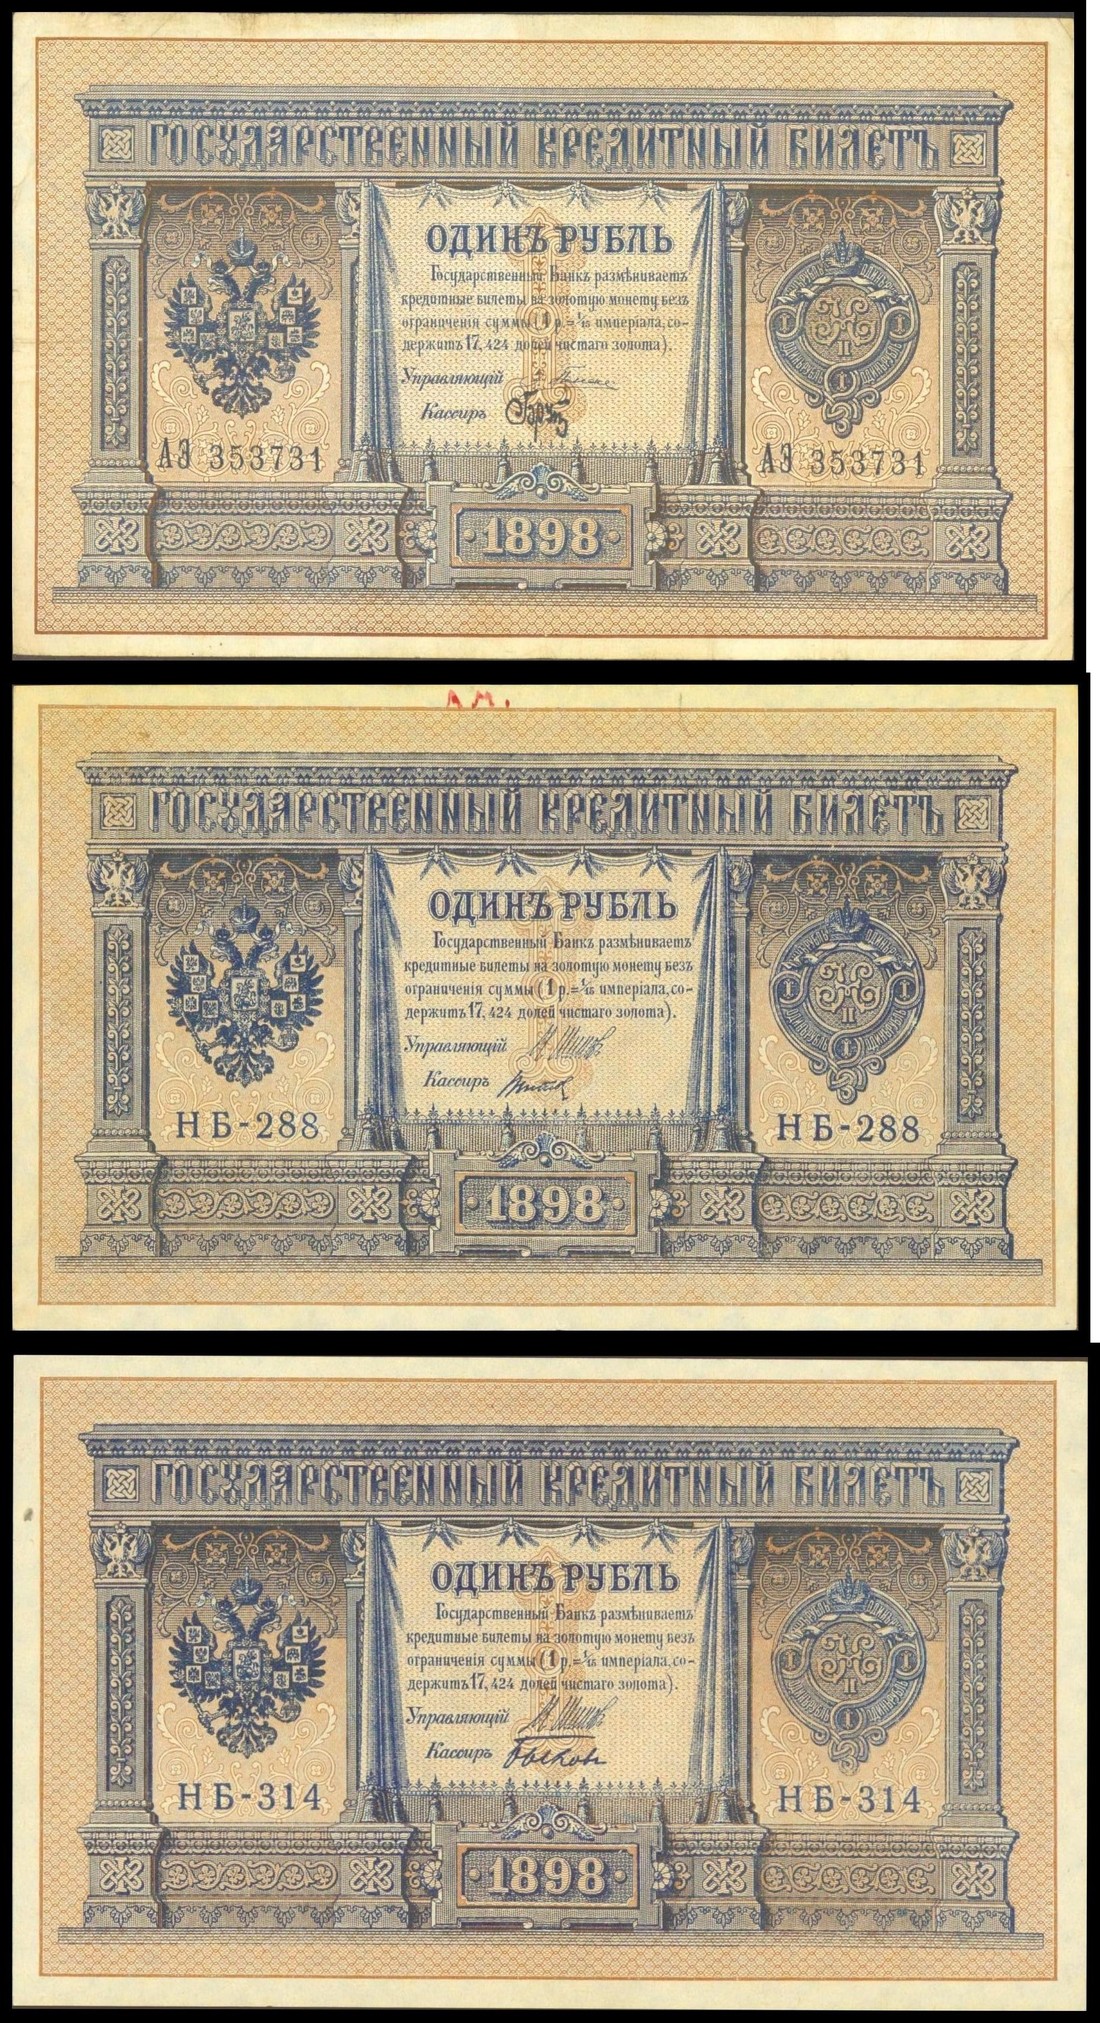 ГОСУДАРСТВЕННЫЙ КРЕДИТНЫЙ БИЛЕТЪ
ОДИНЪ РУБЛЬ
Государственный Банкъ размѣниваетъ
кредитные билеты на золотую монету безъ
ограниченія суммы (1 р.=1/15 имперіала, со-
держитъ 17,424 долей чистаго золота).
Управляющій
Кассиръ
АЭ 353731
АЭ 353731
1898
А.М.
ГОСУДАРСТВЕННЫЙ КРЕДИТНЫЙ БИЛЕТЪ
ОДИНЪ РУБЛЬ
Государственный Банкъ размѣниваетъ
кредитные билеты на золотую монету безъ
ограниченія суммы (1 р.=1/15 имперіала, со-
держитъ 17,424 долей чистаго золота).
Управляющій
Кассиръ
НБ-288
НБ-288
1898
ГОСУДАРСТВЕННЫЙ КРЕДИТНЫЙ БИЛЕТЪ
ОДИНЪ РУБЛЬ
Государственный Банкъ размѣниваетъ
кредитные билеты на золотую монету безъ
ограниченія суммы (1 р.=1/15 имперіала, со-
держитъ 17,424 долей чистаго золота).
Управляющій
Кассиръ Быковъ
НБ-314
НБ-314
1898